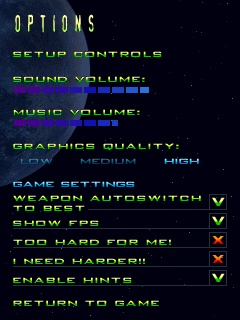 OPTIONS
SETUP CONTROLS
SOUND VOLUME:
MUSIC VOLUME:
GRAPHICS QUALITY:
LOW MEDIUM HIGH
GAME SETTINGS
WEAPON AUTOSWITCH
TO BEST
SHOW FPS
TOO HARD FOR ME!
I NEED HARDER!!
ENABLE HINTS
RETURN TO GAME